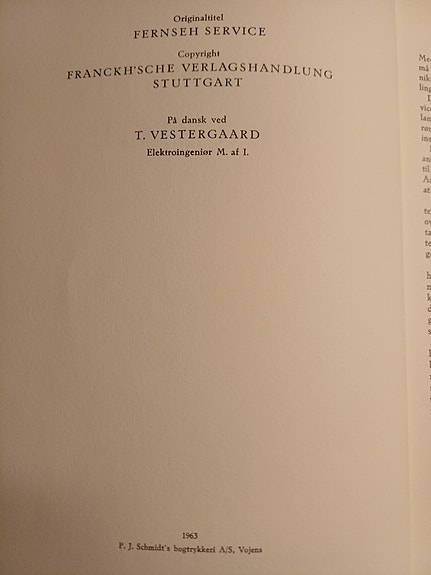 Originaltitel
FERNSEH SERVICE
Copyright
FRANCKH'SCHE VERLAGSHANDLUNG
STUTTGART
På dansk ved
T. VESTERGAARD
Elektroingeniør M. af I.
1963
P. J. Schmidt's bogtrykkeri A/S, Vojens